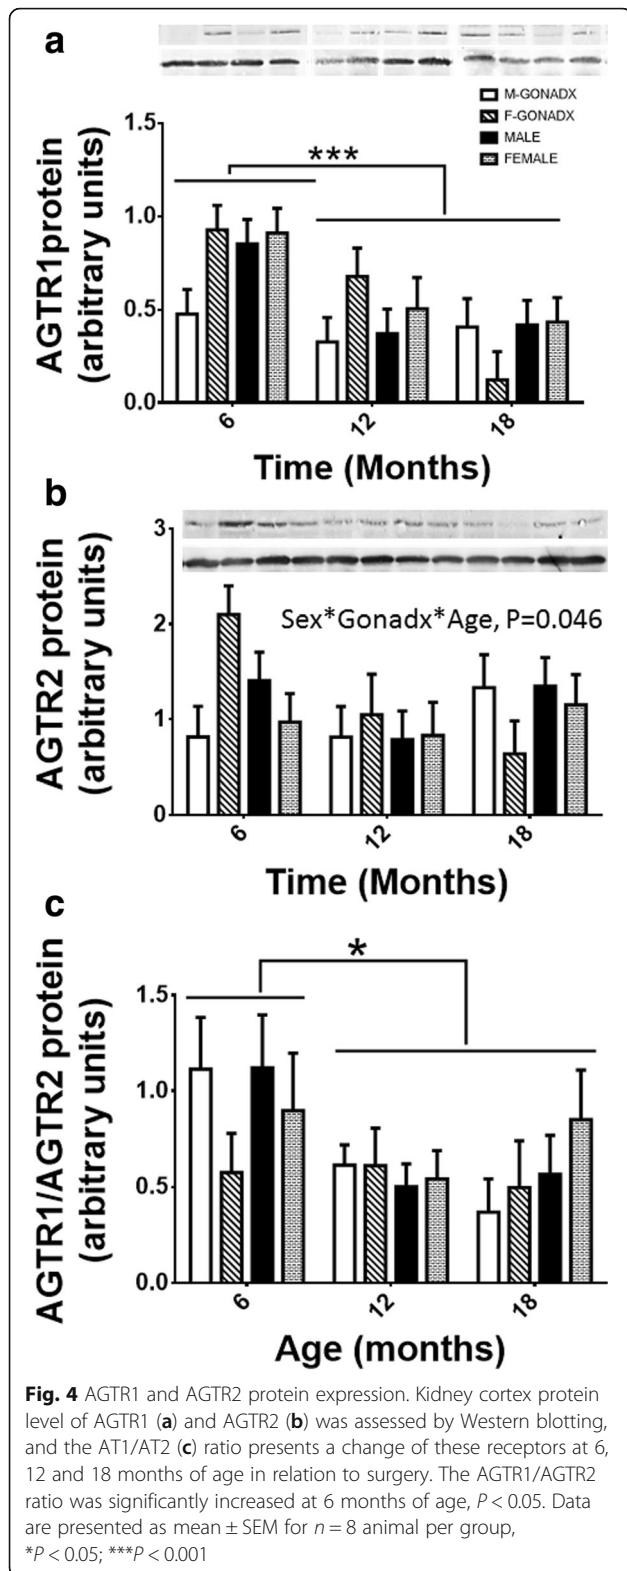 a
M-GONADX
F-GONADX
MALE
FEMALE
***
AGTR1protein
(arbitrary units)
1.5
1.0
0.5
0.0
6
12
18
Time (Months)
b
Sex*Gonadx*Age, P=0.046
AGTR2 protein
(arbitrary units)
3
2
1
0
6
12
18
Time (Months)
c
*
AGTR1/AGTR2 protein
(arbitrary units)
1.5
1.0
0.5
0.0
6
12
18
Age (months)
Fig. 4 AGTR1 and AGTR2 protein expression. Kidney cortex protein
level of AGTR1 (a) and AGTR2 (b) was assessed by Western blotting,
and the AT1/AT2 (c) ratio presents a change of these receptors at 6,
12 and 18 months of age in relation to surgery. The AGTR1/AGTR2
ratio was significantly increased at 6 months of age, P < 0.05. Data
are presented as mean ± SEM for n = 8 animal per group,
*P < 0.05; ***P < 0.001